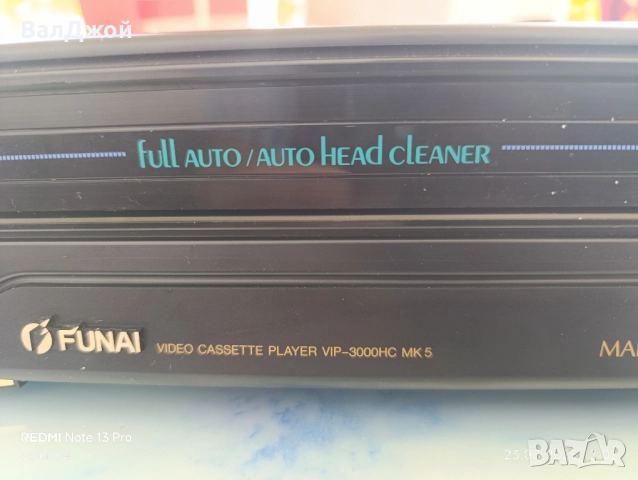 ВалДжой
full AUTO / AUTO hEAd clEANER
FUNAI VIDEO CASSETTE PLAYER VIP-3000HC MK5
REDMI Note 13 Pro
BAZAR